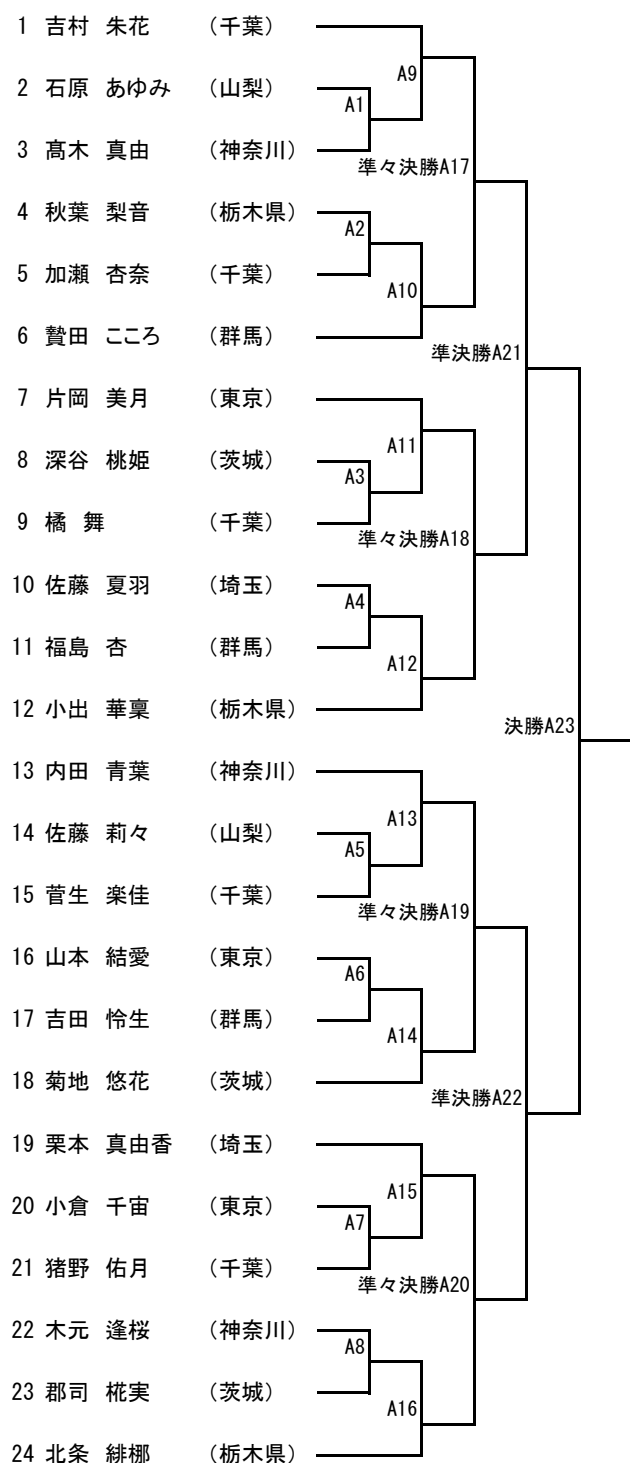 1 吉村 朱花 （千葉）
A9
2 石原 あゆみ （山梨）
A1
3 髙木 真由 （神奈川）
準々決勝A17
4 秋葉 梨音 （栃木県）
A2
5 加瀬 杏奈 （千葉）
A10
6 贄田 こころ （群馬）
準決勝A21
7 片岡 美月 （東京）
A11
8 深谷 桃姫 （茨城）
A3
9 橘 舞 （千葉）
準々決勝A18
10 佐藤 夏羽 （埼玉）
A4
11 福島 杏 （群馬）
A12
12 小出 華稟 （栃木県）
決勝A23
13 内田 青葉 （神奈川）
A13
14 佐藤 莉々 （山梨）
A5
15 菅生 楽佳 （千葉）
準々決勝A19
16 山本 結愛 （東京）
A6
17 吉田 怜生 （群馬）
A14
18 菊地 悠花 （茨城）
準決勝A22
19 栗本 真由香 （埼玉）
A15
20 小倉 千宙 （東京）
A7
21 猪野 佑月 （千葉）
準々決勝A20
22 木元 逢桜 （神奈川）
A8
23 郡司 椛実 （茨城）
A16
24 北条 緋梛 （栃木県）